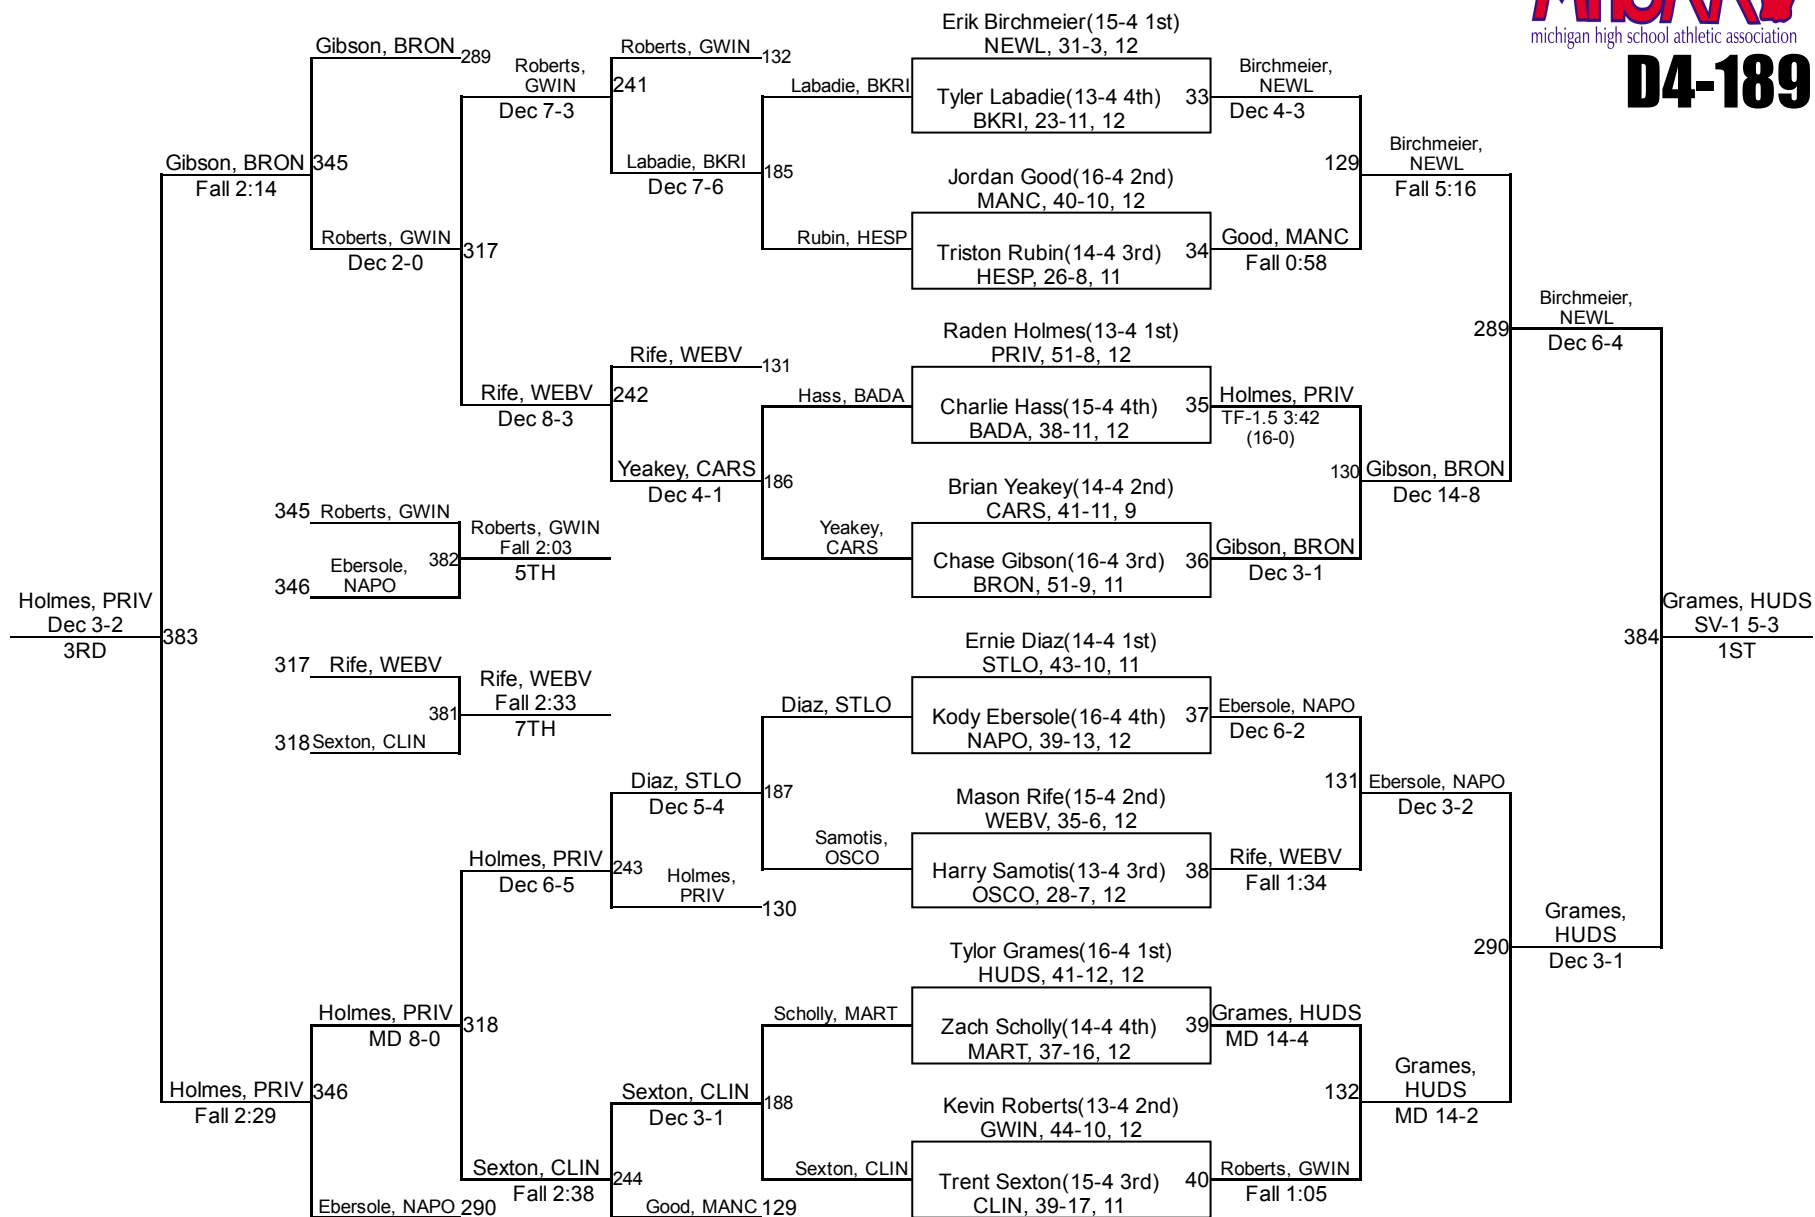 MHSAA
michigan high school athletic association
D4-189
Gibson, BRON
289
Roberts, GWIN
241
Dec 7-3
Roberts, GWIN
132
Labadie, BKRI
Dec 7-6
185
Labadie, BKRI
Rubin, HESP
Gibson, BRON
Fall 2:14
345
Roberts, GWIN
Dec 2-0
317
Rife, WEBV
Dec 8-3
242
Rife, WEBV
131
Yeakey, CARS
Dec 4-1
186
Hass, BADA
Yeakey,
CARS
Erik Birchmeier(15-4 1st)
NEWL, 31-3, 12
Tyler Labadie(13-4 4th)
BKRI, 23-11, 12
33
Birchmeier,
NEWL
Dec 4-3
Jordan Good(16-4 2nd)
MANC, 40-10, 12
Triston Rubin(14-4 3rd)
HESP, 26-8, 11
34
Good, MANC
Fall 0:58
129
Birchmeier,
NEWL
Fall 5:16
Raden Holmes(13-4 1st)
PRIV, 51-8, 12
Charlie Hass(15-4 4th)
BADA, 38-11, 12
35
Holmes, PRIV
TF-1.5 3:42
(16-0)
Brian Yeakey(14-4 2nd)
CARS, 41-11, 9
Chase Gibson(16-4 3rd)
BRON, 51-9, 11
36
Gibson, BRON
Dec 3-1
130
Gibson, BRON
Dec 14-8
289
Birchmeier,
NEWL
Dec 6-4
345 Roberts, GWIN
346
Ebersole,
NAPO
382
Roberts, GWIN
Fall 2:03
5TH
Holmes, PRIV
Dec 3-2
3RD
383
317 Rife, WEBV
318 Sexton, CLIN
381
Rife, WEBV
Fall 2:33
7TH
384
Grames, HUDS
SV-1 5-3
1ST
Ernie Diaz(14-4 1st)
STLO, 43-10, 11
Kody Ebersole(16-4 4th)
NAPO, 39-13, 12
37
Ebersole, NAPO
Dec 6-2
Mason Rife(15-4 2nd)
WEBV, 35-6, 12
Harry Samotis(13-4 3rd)
OSCO, 28-7, 12
38
Rife, WEBV
Fall 1:34
131
Ebersole, NAPO
Dec 3-2
Tylor Grames(16-4 1st)
HUDS, 41-12, 12
Zach Scholly(14-4 4th)
MART, 37-16, 12
39
Grames, HUDS
MD 14-4
Kevin Roberts(13-4 2nd)
GWIN, 44-10, 12
Trent Sexton(15-4 3rd)
CLIN, 39-17, 11
40
Roberts, GWIN
Fall 1:05
132
Grames,
HUDS
MD 14-2
290
Grames,
HUDS
Dec 3-1
Diaz, STLO
Samotis,
OSCO
187
Diaz, STLO
Dec 5-4
Holmes,
PRIV
130
243
Holmes, PRIV
Dec 6-5
318
Holmes, PRIV
MD 8-0
346
Holmes, PRIV
Fall 2:29
Scholly, MART
Sexton, CLIN
188
Sexton, CLIN
Dec 3-1
Good, MANC 129
244
Sexton, CLIN
Fall 2:38
Ebersole, NAPO 290